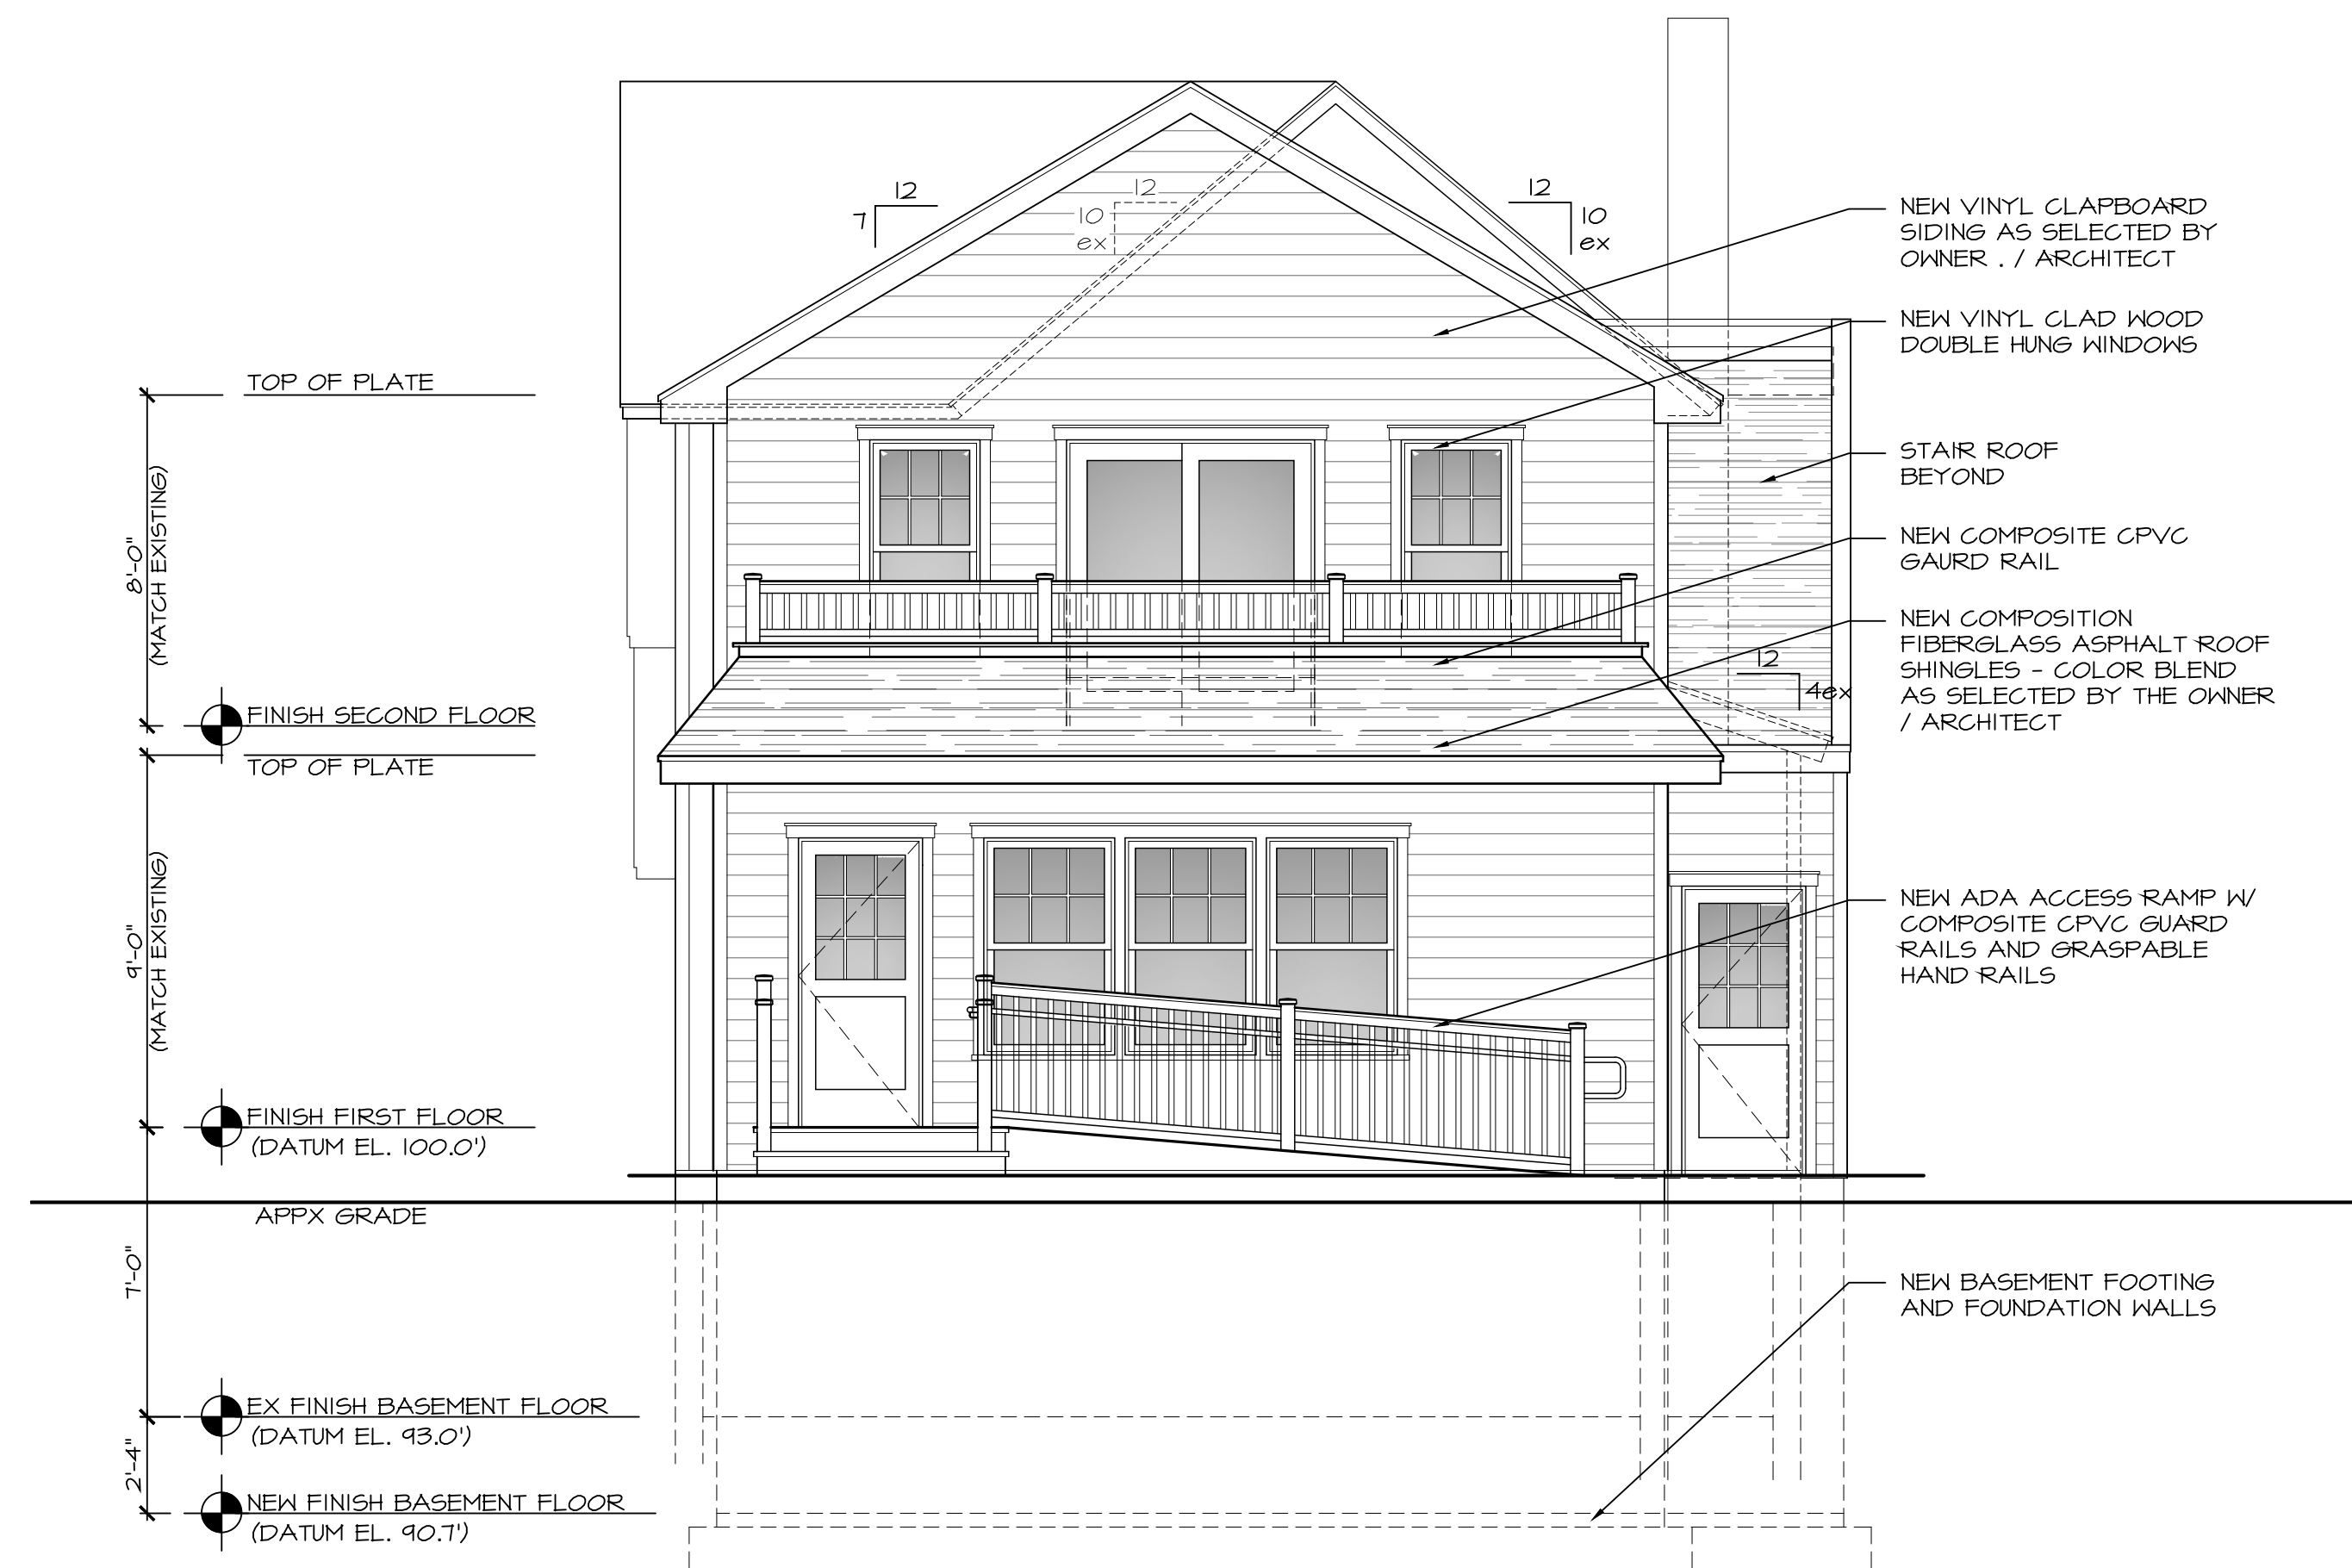 12
7
12
10
ex
12
10
ex
NEW VINYL CLAPBOARD
SIDING AS SELECTED BY
OWNER . / ARCHITECT
NEW VINYL CLAD WOOD
DOUBLE HUNG WINDOWS
TOP OF PLATE
STAIR ROOF
BEYOND
8'-0"
(MATCH EXISTING)
NEW COMPOSITE CPVC
GAURD RAIL
NEW COMPOSITION
FIBERGLASS ASPHALT ROOF
SHINGLES - COLOR BLEND
AS SELECTED BY THE OWNER
/ ARCHITECT
12
4ex
FINISH SECOND FLOOR
TOP OF PLATE
9'-0"
(MATCH EXISTING)
NEW ADA ACCESS RAMP W/
COMPOSITE CPVC GUARD
RAILS AND GRASPABLE
HAND RAILS
FINISH FIRST FLOOR
(DATUM EL. 100.0')
APPX GRADE
7'-0"
NEW BASEMENT FOOTING
AND FOUNDATION WALLS
EX FINISH BASEMENT FLOOR
(DATUM EL. 93.0')
2'-4"
NEW FINISH BASEMENT FLOOR
(DATUM EL. 90.7')